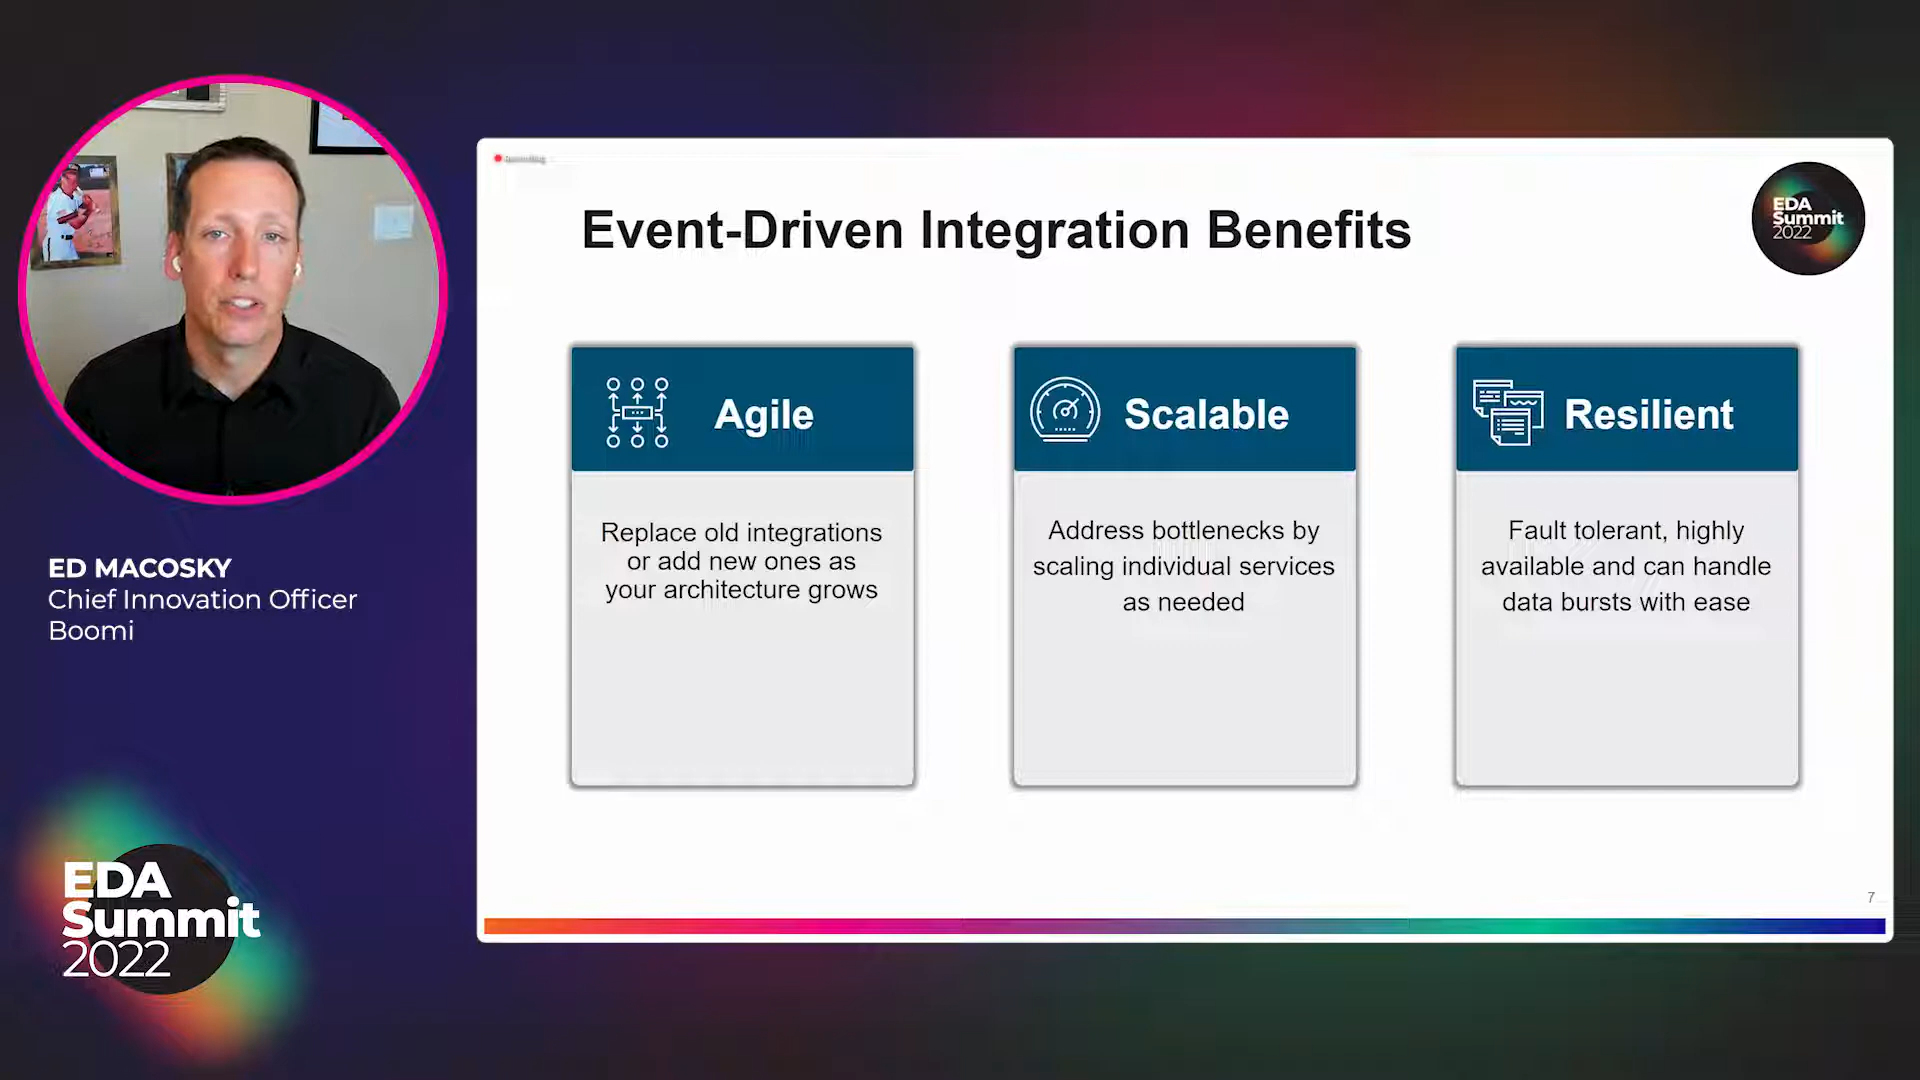 ED MACOSKY
Chief Innovation Officer
Boomi
EDA
Summit
2022
Event-Driven Integration Benefits
EDA
Summit
2022
Agile
Replace old integrations
or add new ones as
your architecture grows
Scalable
Address bottlenecks by
scaling individual services
as needed
Resilient
Fault tolerant, highly
available and can handle
data bursts with ease
7